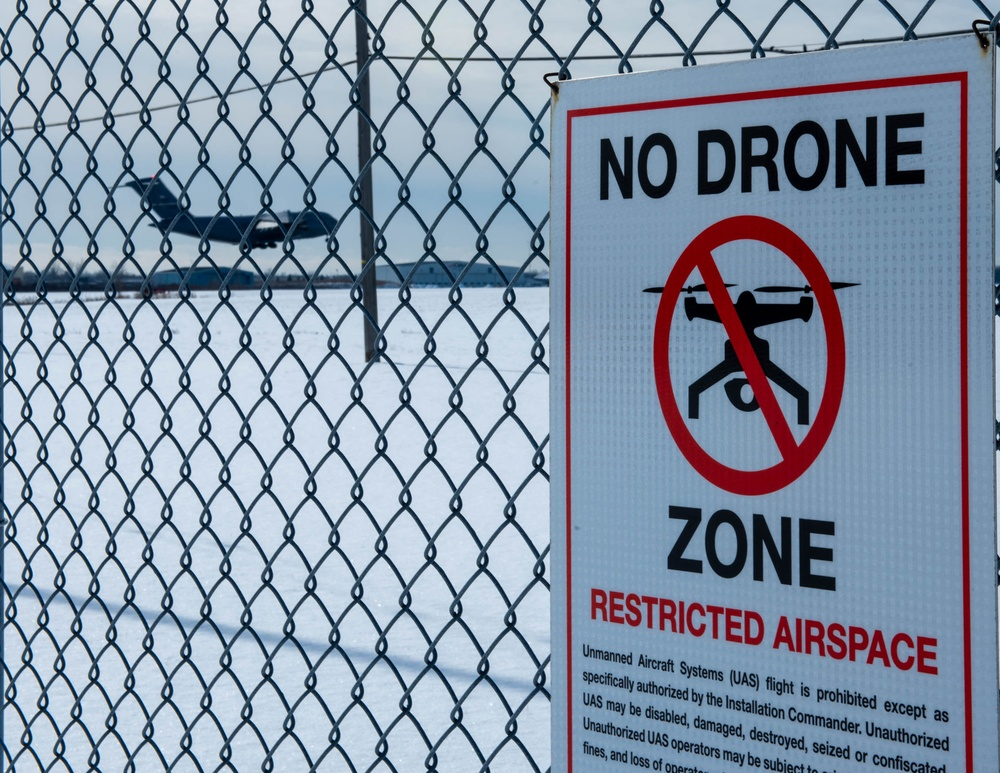 NO DRONE
ZONE
RESTRICTED AIRSPACE
Unmanned Aircraft Systems (UAS) flight is prohibited except as
specifically authorized by the Installation Commander. Unauthorized
UAS may be disabled, damaged, destroyed, seized or confiscated
Unauthorized UAS operators may be subject to
fines, and loss of